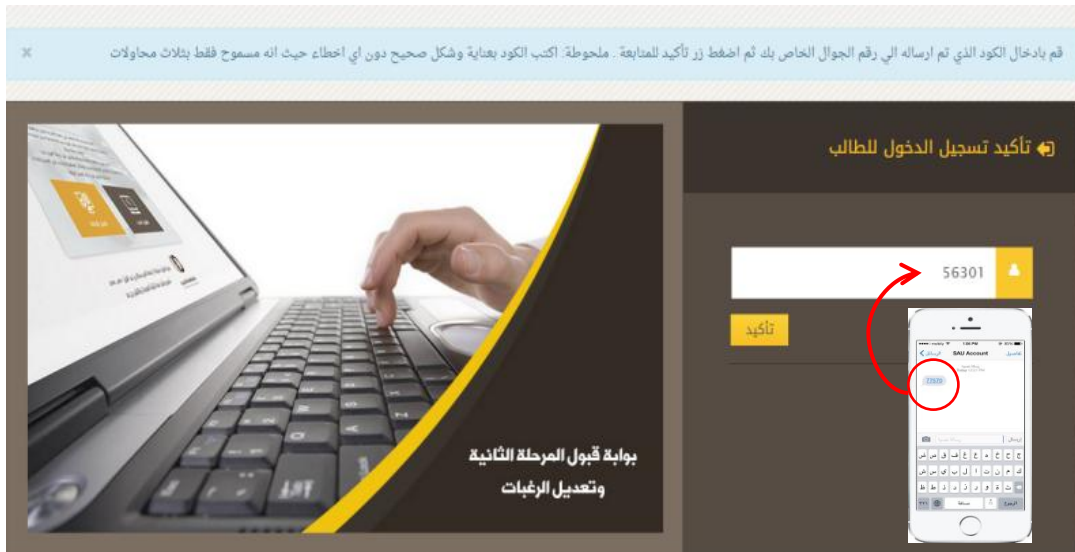 قم بادخال الكود الذي تم ارساله الي رقم الجوال الخاص بك ثم اضغط زر تأكيد للمتابعة . ملحوظة: اكتب الكود بعناية وشكل صحيح دون اي اخطاء حيث انه مسموح فقط بثلاث محاولات
×
تأكيد تسجيل الدخول للطالب
56301
تأكيد
بوابة قبول المرحلة الثانية
وتعديل الرغبات
تفاصيل SAU Account الرسائل